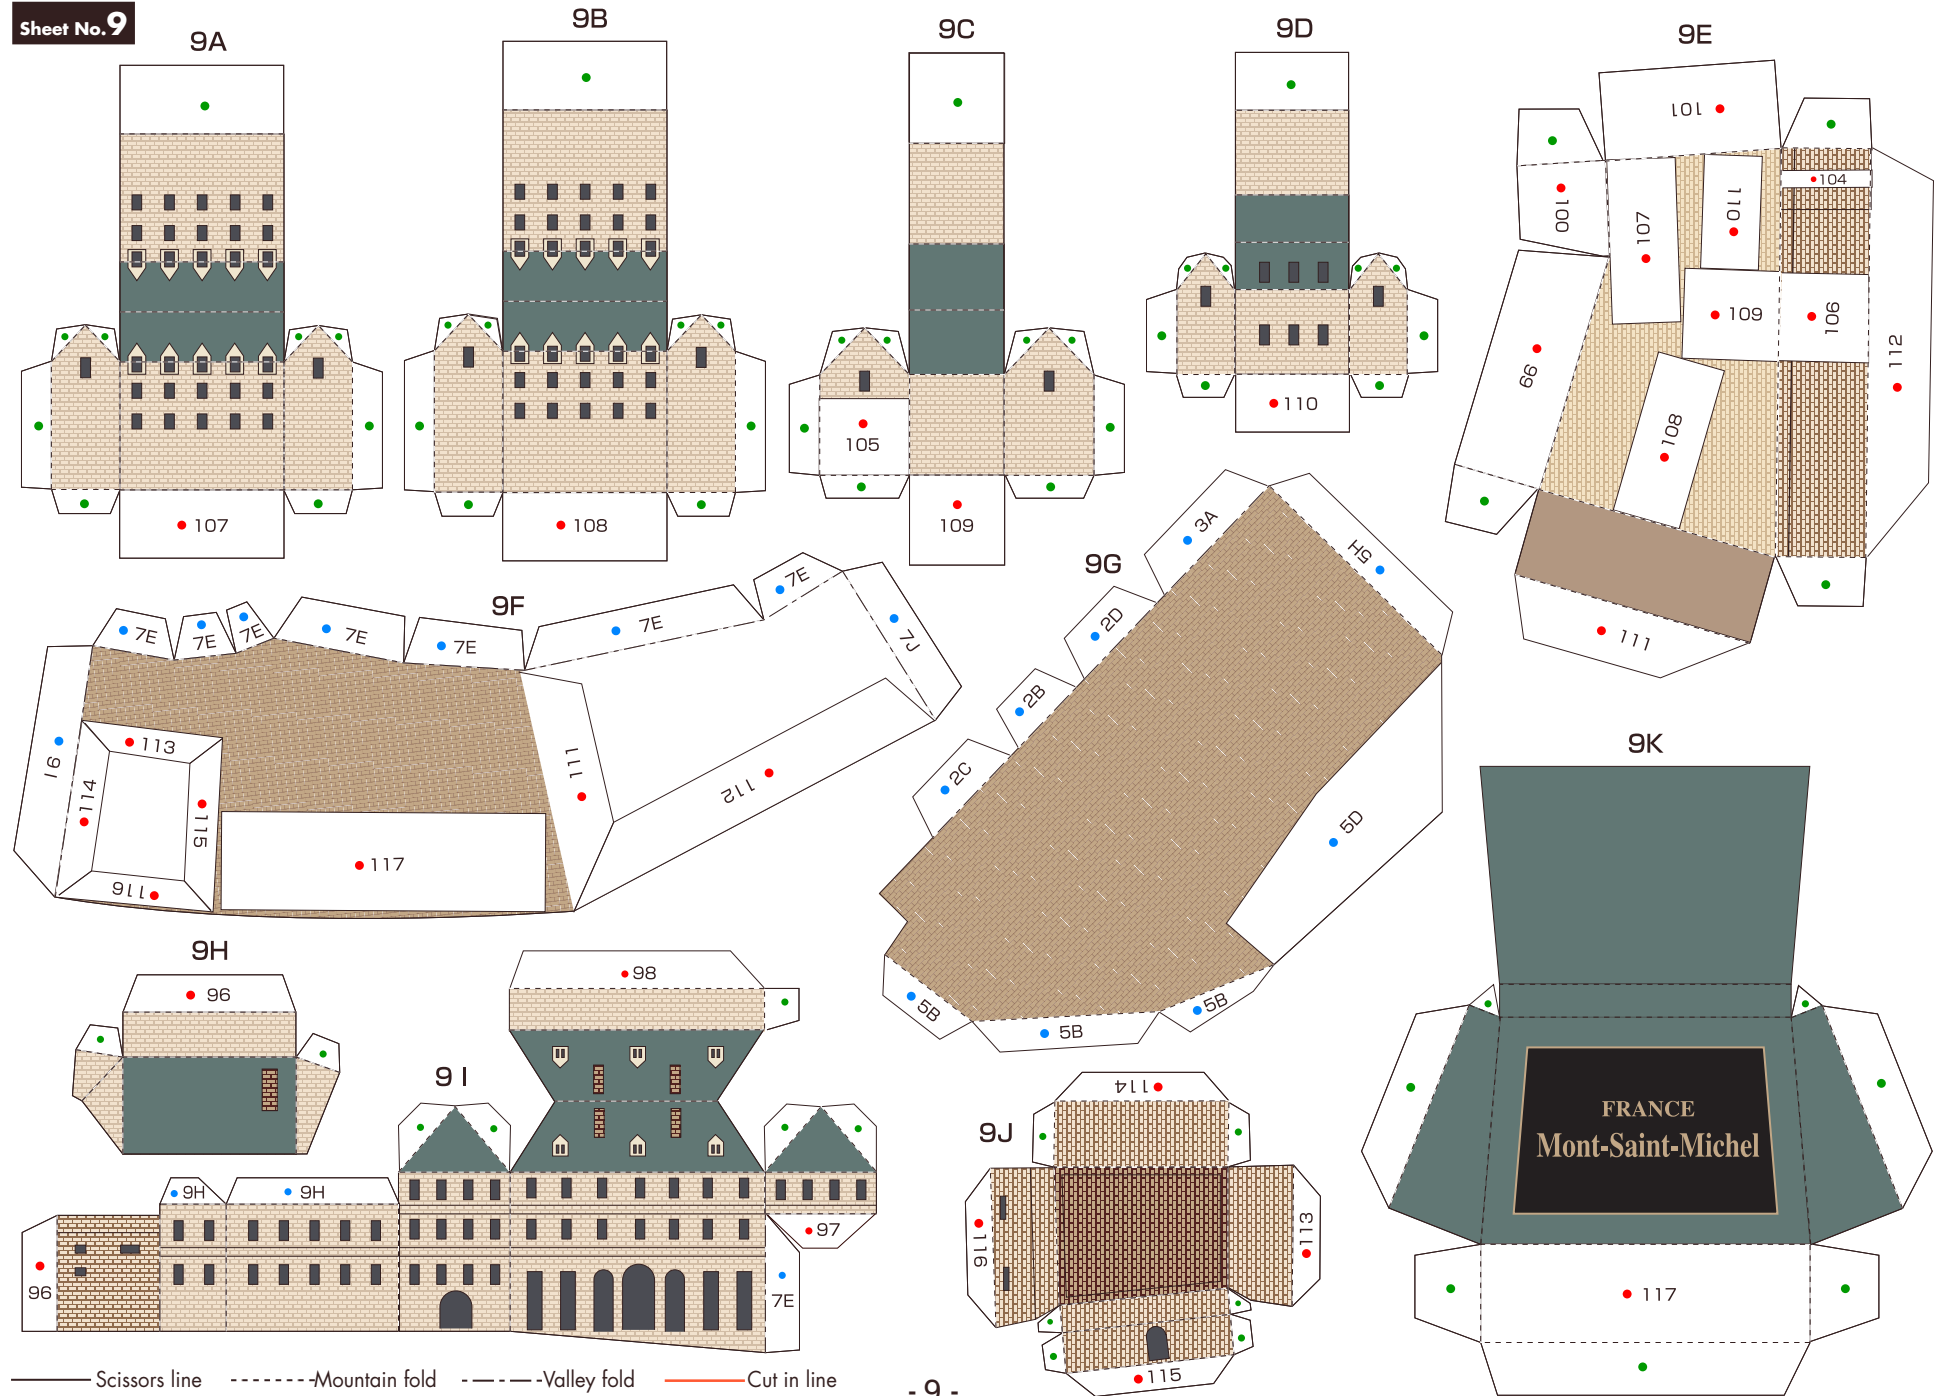 Sheet No.9
9A
107
9B
108
9C
105
109
9D
110
9E
101
100
104
107
110
109
106
99
108
112
111
9F
7E
7E
7E
7E
7E
7E
7E
7J
91
113
114
115
116
117
111
112
9G
3A
5H
2D
2B
2C
5D
5B
5B
5B
9H
96
9I
98
9H
9H
96
97
7E
9J
114
116
113
115
9K
FRANCE
Mont-Saint-Michel
117
Scissors line
Mountain fold
Valley fold
Cut in line
- 9 -